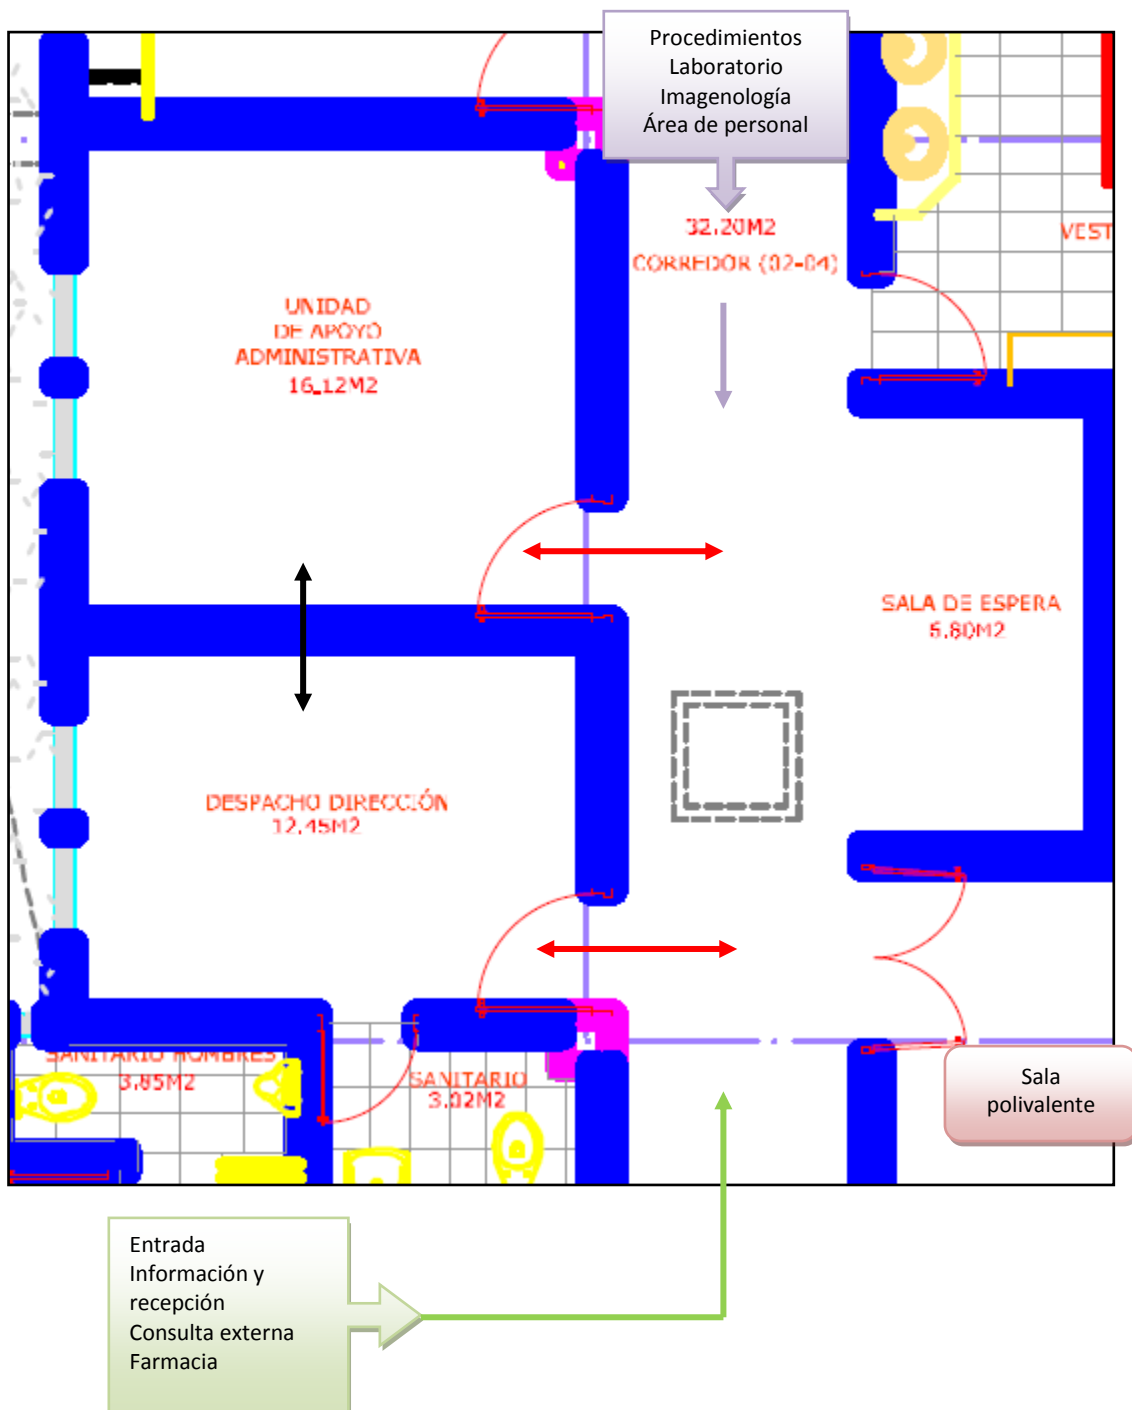 Procedimientos
Laboratorio
Imagenología
Área de personal
32.20M2
CORREDOR (02-04)
VEST
UNIDAD
DE APOYO
ADMINISTRATIVA
16.12M2
SALA DE ESPERA
6.80M2
DESPACHO DIRECCIÓN
12.45M2
SANITARIO HOMBRES
3.85M2
SANITARIO
3.02M2
Sala
polivalente
Entrada
Información y
recepción
Consulta externa
Farmacia